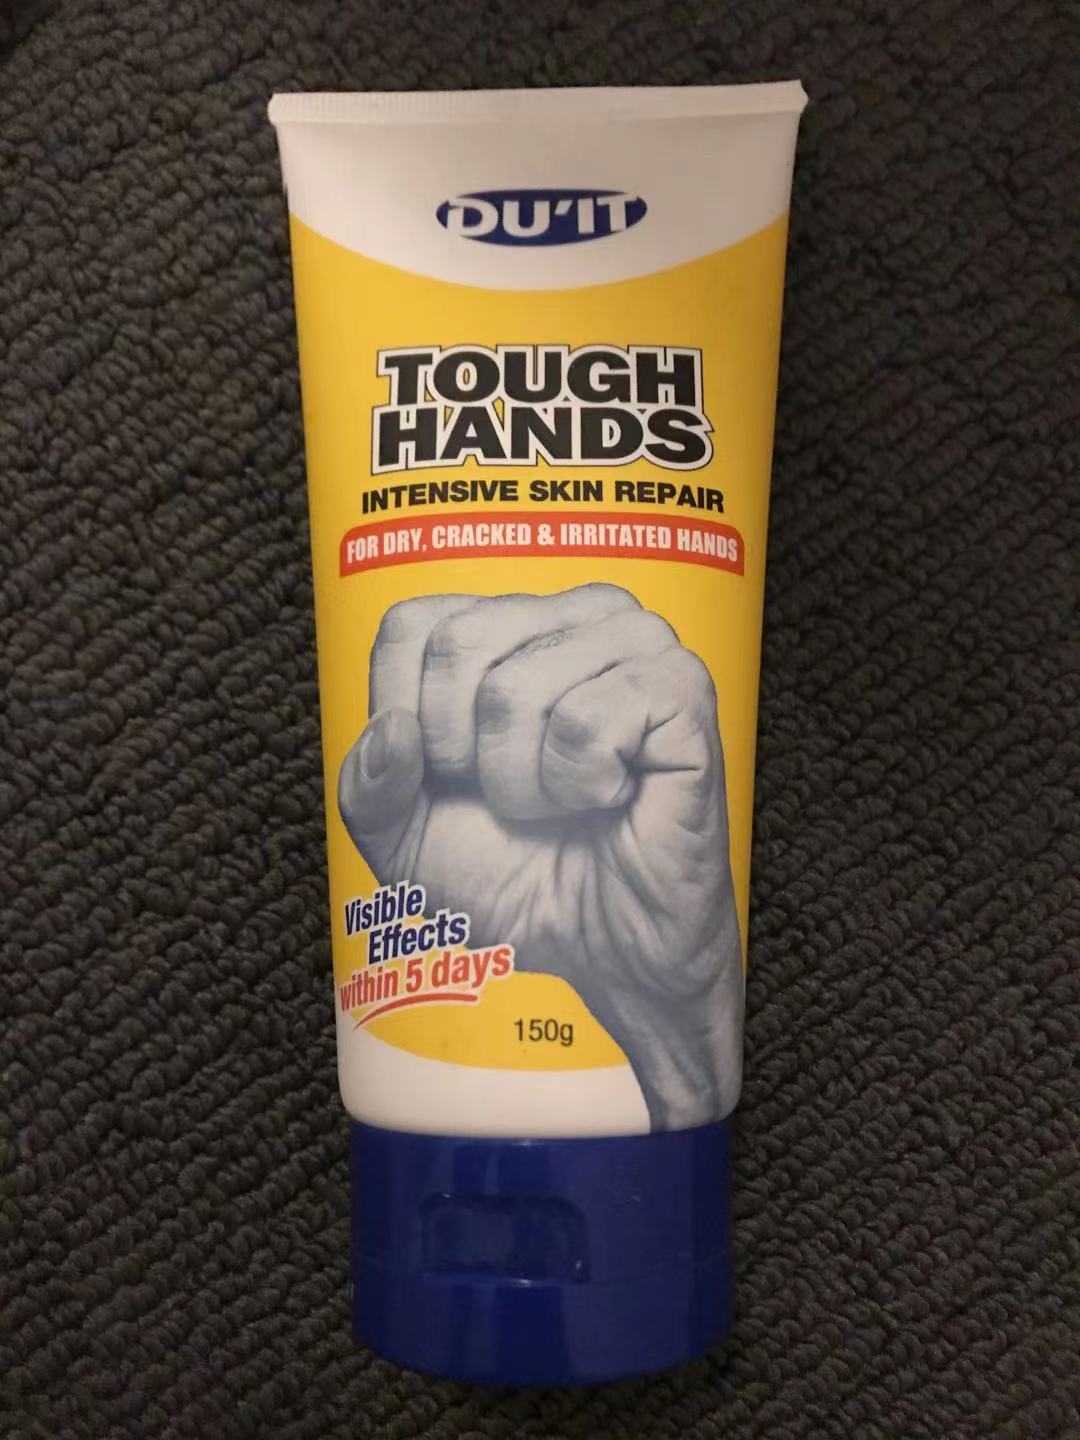 DU'IT
TOUGH
HANDS
INTENSIVE SKIN REPAIR
FOR DRY, CRACKED & IRRITATED HANDS
Visible
Effects
within 5 days
150g